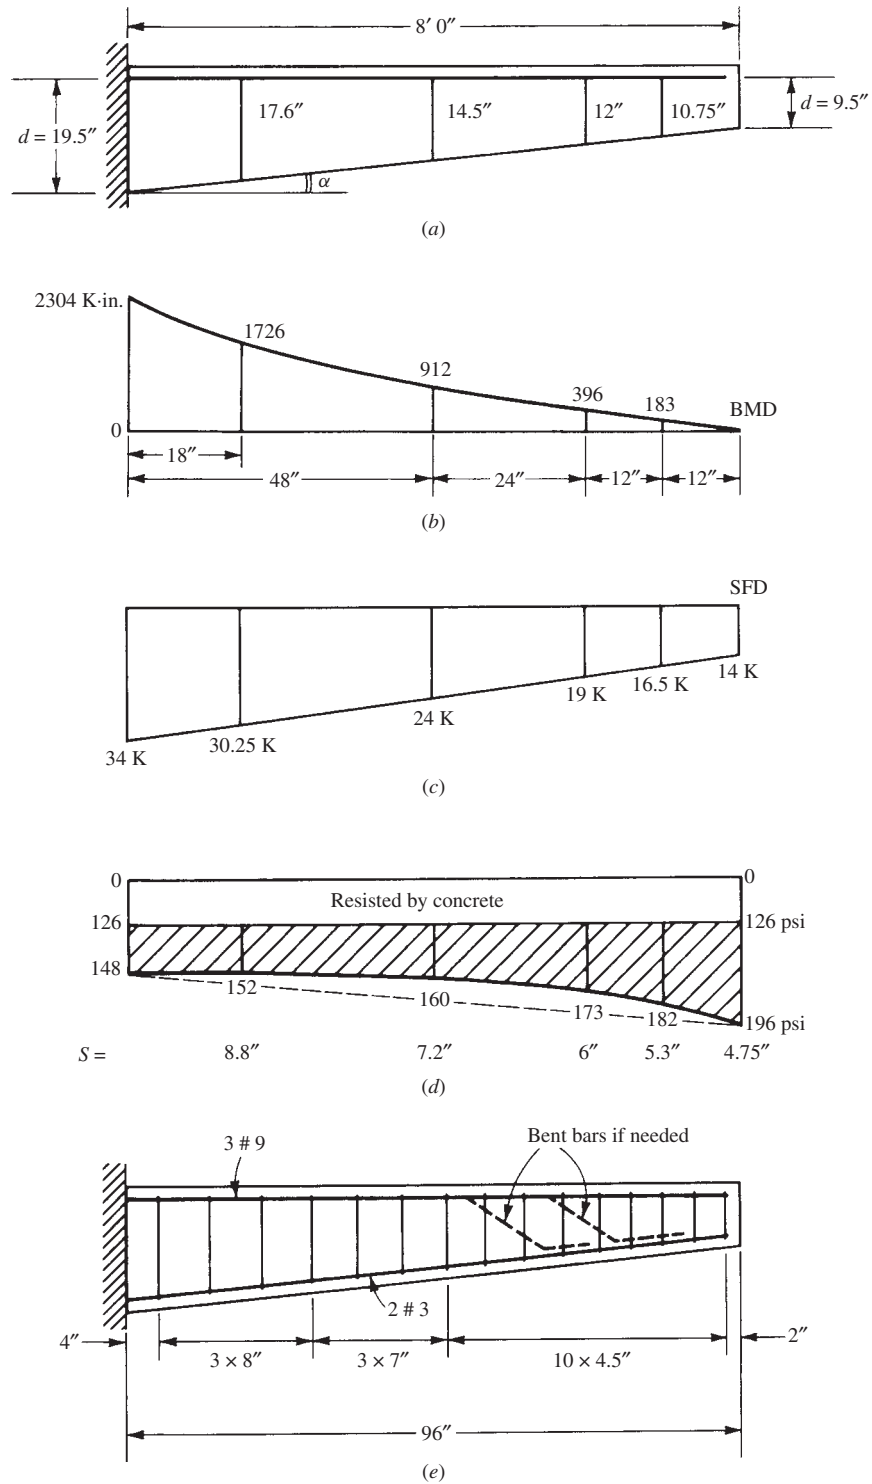 8′ 0″
17.6″ 14.5″ 12″ 10.75″ d = 9.5″
d = 19.5″
α
(a)
2304 K·in.
1726
912
396 183 BMD
0
18″
48″ 24″ 12″ 12″
(b)
SFD
14 K
16.5 K
19 K
24 K
30.25 K
34 K
(c)
0 0
Resisted by concrete
126 126 psi
148
152 160 173 182 196 psi
S = 8.8″ 7.2″ 6″ 5.3″ 4.75″
(d)
Bent bars if needed
3 # 9
2 # 3
4″ 2″
3 × 8″ 3 × 7″ 10 × 4.5″
96″
(e)